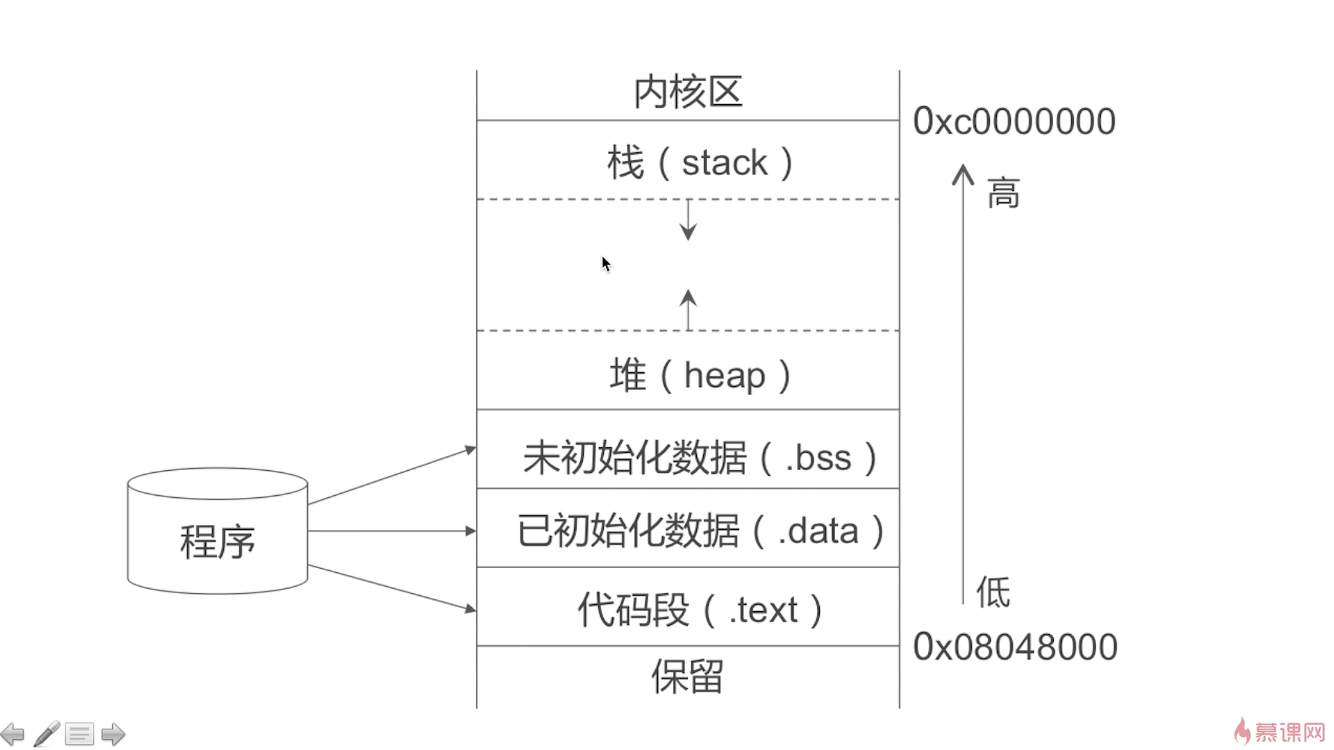 内核区
0xc0000000
栈（stack）
高
堆（heap）
未初始化数据（.bss）
程序
已初始化数据（.data）
代码段（.text）
低
0x08048000
保留
慕课网